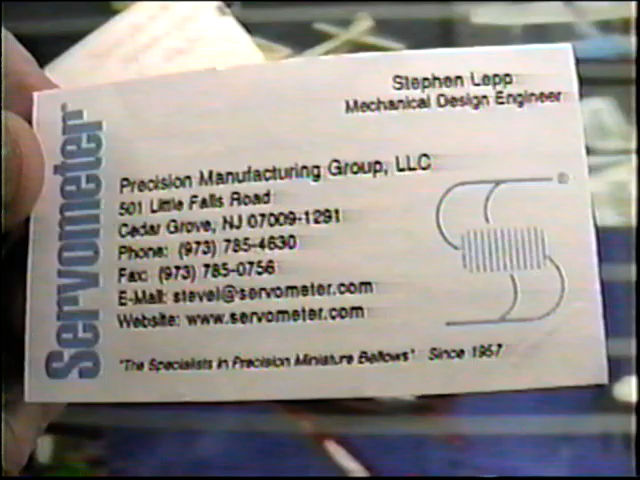 Servometer
Stephen Lepp
Mechanical Design Engineer
Precision Manufacturing Group, LLC
501 Little Falls Road
Cedar Grove, NJ 07009-1291
Phone: (973) 785-4630
Fax: (973) 785-0756
E-Mail: stevel@servometer.com
Website: www.servometer.com
"The Specialists in Precision Miniature Bellows" Since 1957